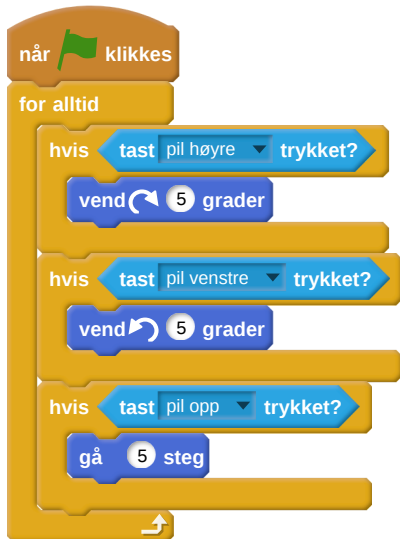 når klikkes
for alltid
hvis tast pil høyre trykket?
vend 5 grader
hvis tast pil venstre trykket?
vend 5 grader
hvis tast pil opp trykket?
gå 5 steg